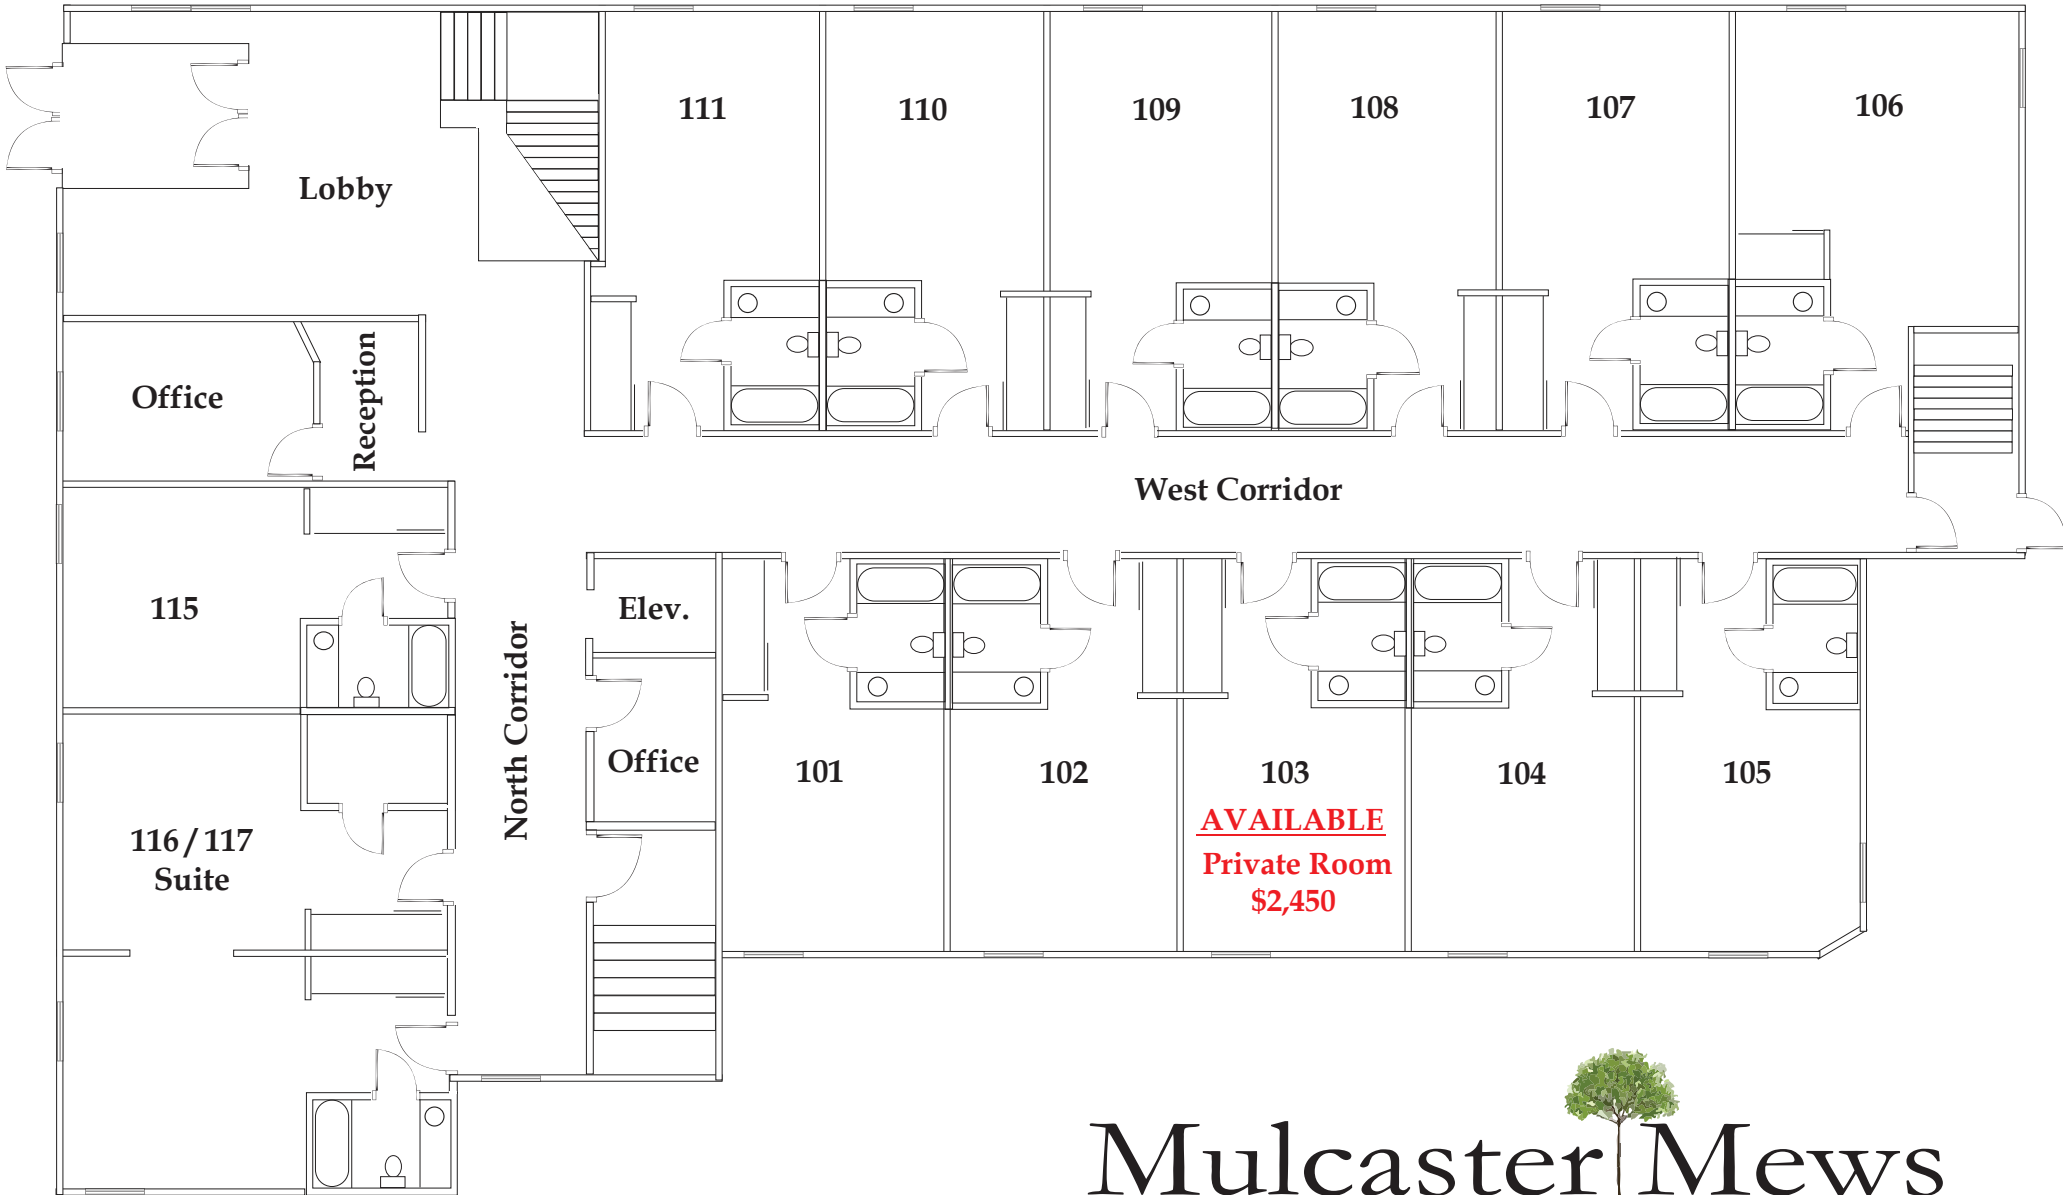 111
110
109
108
107
106
Lobby
Office
Reception
West Corridor
115
Elev.
North Corridor
Office
101
102
103
104
105
AVAILABLE
Private Room
$2,450
116 / 117
Suite
Mulcaster Mews